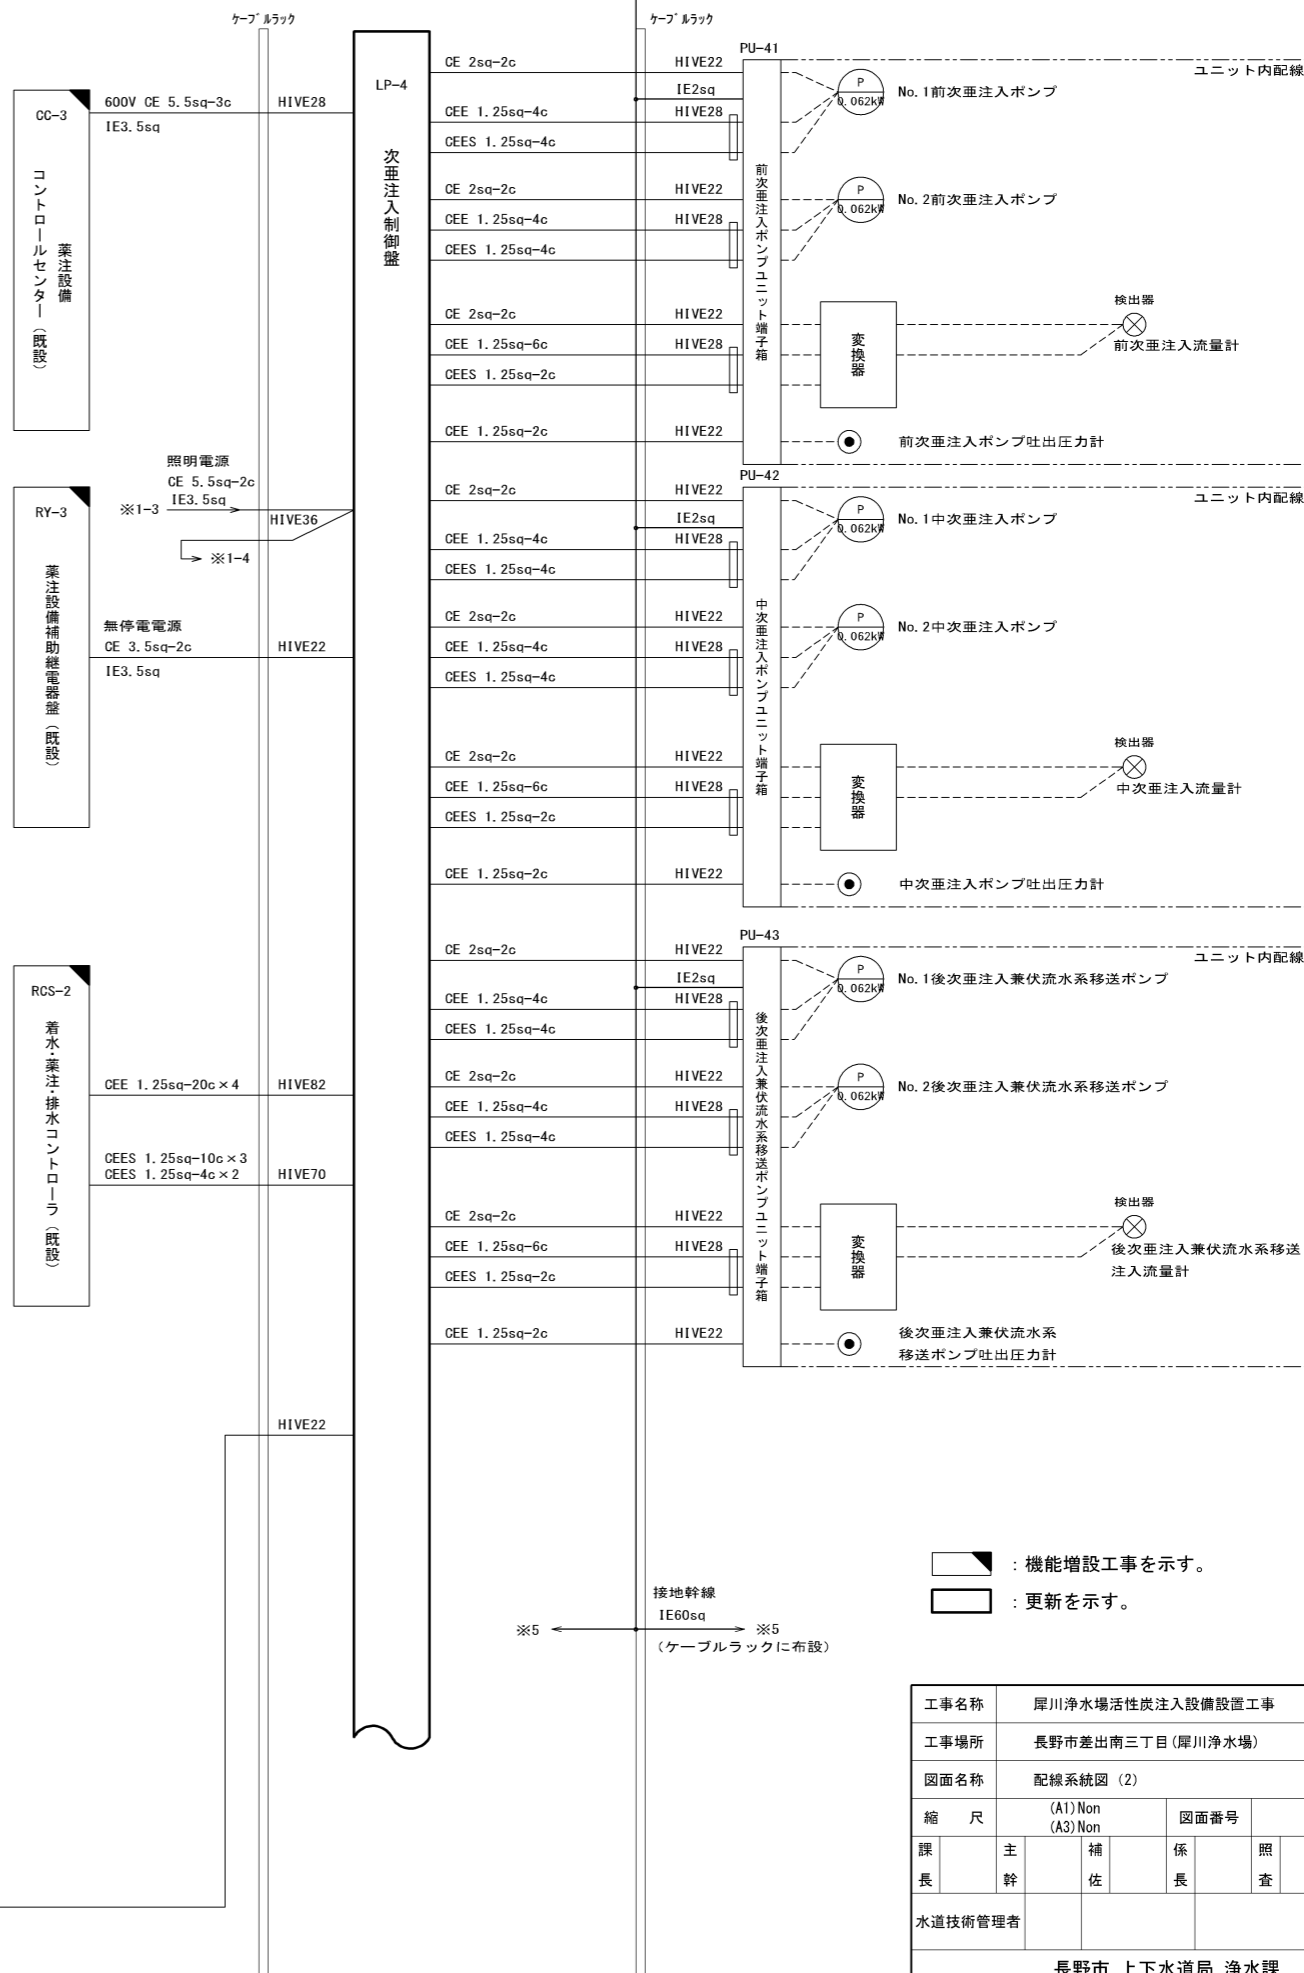 ケーブルラック
ケーブルラック
LP-4
次亜注入制御盤
CC-3
薬注設備
コントロールセンター（既設）
600V CE 5.5sq-3c HIVE28
IE3.5sq
照明電源
CE 5.5sq-2c
IE3.5sq
※1-3
HIVE36
※1-4
RY-3
薬注設備補助継電器盤（既設）
無停電電源
CE 3.5sq-2c HIVE22
IE3.5sq
RCS-2
着水・薬注・排水コントローラ（既設）
CEE 1.25sq-20c×4 HIVE82
CEES 1.25sq-10c×3
CEES 1.25sq-4c×2 HIVE70
HIVE22
PU-41
ユニット内配線
前次亜注入ポンプユニット端子箱
CE 2sq-2c HIVE22
IE2sq
CEE 1.25sq-4c HIVE28
CEES 1.25sq-4c
P
0.062kW
No.1前次亜注入ポンプ
CE 2sq-2c HIVE22
CEE 1.25sq-4c HIVE28
CEES 1.25sq-4c
P
0.062kW
No.2前次亜注入ポンプ
CE 2sq-2c HIVE22
CEE 1.25sq-6c HIVE28
CEES 1.25sq-2c
変換器
検出器
前次亜注入流量計
CEE 1.25sq-2c HIVE22
前次亜注入ポンプ吐出圧力計
PU-42
ユニット内配線
中次亜注入ポンプユニット端子箱
CE 2sq-2c HIVE22
IE2sq
CEE 1.25sq-4c HIVE28
CEES 1.25sq-4c
P
0.062kW
No.1中次亜注入ポンプ
CE 2sq-2c HIVE22
CEE 1.25sq-4c HIVE28
CEES 1.25sq-4c
P
0.062kW
No.2中次亜注入ポンプ
CE 2sq-2c HIVE22
CEE 1.25sq-6c HIVE28
CEES 1.25sq-2c
変換器
検出器
中次亜注入流量計
CEE 1.25sq-2c HIVE22
中次亜注入ポンプ吐出圧力計
PU-43
ユニット内配線
後次亜注入兼伏流水系移送ポンプユニット端子箱
CE 2sq-2c HIVE22
IE2sq
CEE 1.25sq-4c HIVE28
CEES 1.25sq-4c
P
0.062kW
No.1後次亜注入兼伏流水系移送ポンプ
CE 2sq-2c HIVE22
CEE 1.25sq-4c HIVE28
CEES 1.25sq-4c
P
0.062kW
No.2後次亜注入兼伏流水系移送ポンプ
CE 2sq-2c HIVE22
CEE 1.25sq-6c HIVE28
CEES 1.25sq-2c
変換器
検出器
後次亜注入兼伏流水系移送
注入流量計
CEE 1.25sq-2c HIVE22
後次亜注入兼伏流水系
移送ポンプ吐出圧力計
：機能増設工事を示す。
：更新を示す。
接地幹線
IE60sq
※5 ※5
（ケーブルラックに布設）
工事名称 犀川浄水場活性炭注入設備設置工事
工事場所 長野市差出南三丁目(犀川浄水場)
図面名称 配線系統図（2）
縮尺 (A1)Non
(A3)Non
図面番号
課長 主幹 補佐 係長 照査
水道技術管理者
長野市 上下水道局 浄水課